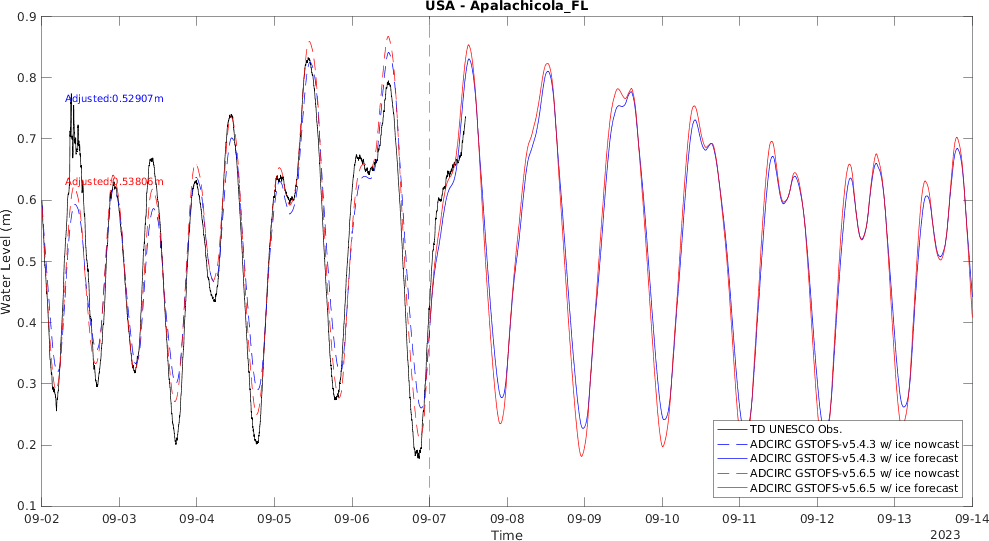 USA - Apalachicola_FL
0.9
0.8
0.7
0.6
0.5
0.4
0.3
0.2
0.1
Water Level (m)
Adjusted:0.52907m
Adjusted:0.53806m
TD UNESCO Obs.
ADCIRC GSTOFS-v5.4.3 w/ ice nowcast
ADCIRC GSTOFS-v5.4.3 w/ ice forecast
ADCIRC GSTOFS-v5.6.5 w/ ice nowcast
ADCIRC GSTOFS-v5.6.5 w/ ice forecast
09-02 09-03 09-04 09-05 09-06 09-07 09-08 09-09 09-10 09-11 09-12 09-13 09-14
Time
2023